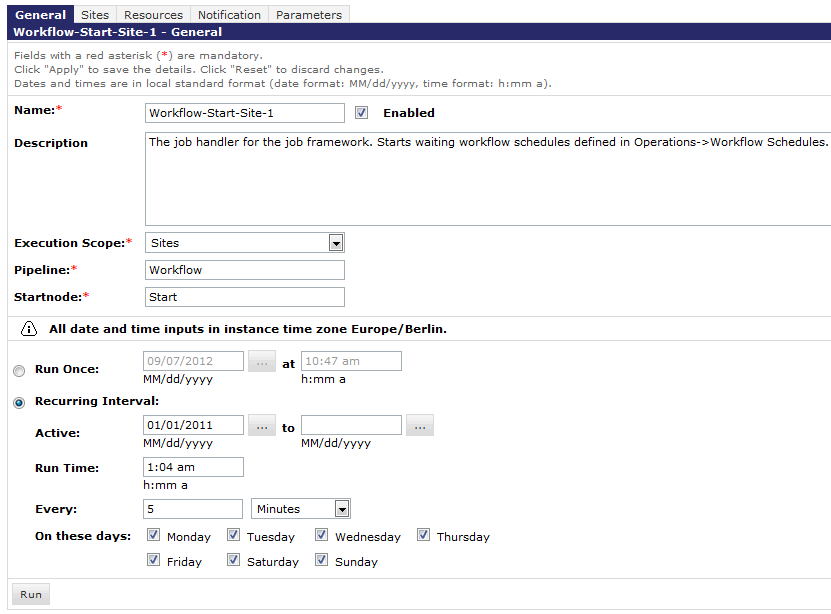 General Sites Resources Notification Parameters
Workflow-Start-Site-1 - General
Fields with a red asterisk (*) are mandatory.
Click "Apply" to save the details. Click "Reset" to discard changes.
Dates and times are in local standard format (date format: MM/dd/yyyy, time format: h:mm a).
Name:* Workflow-Start-Site-1 Enabled
Description The job handler for the job framework. Starts waiting workflow schedules defined in Operations->Workflow Schedules.
Execution Scope:* Sites
Pipeline:* Workflow
Startnode:* Start
All date and time inputs in instance time zone Europe/Berlin.
Run Once: 09/07/2012 ... at 10:47 am
MM/dd/yyyy h:mm a
Recurring Interval:
Active: 01/01/2011 ... to ...
MM/dd/yyyy MM/dd/yyyy
Run Time: 1:04 am
h:mm a
Every: 5 Minutes
On these days: Monday Tuesday Wednesday Thursday
Friday Saturday Sunday
Run